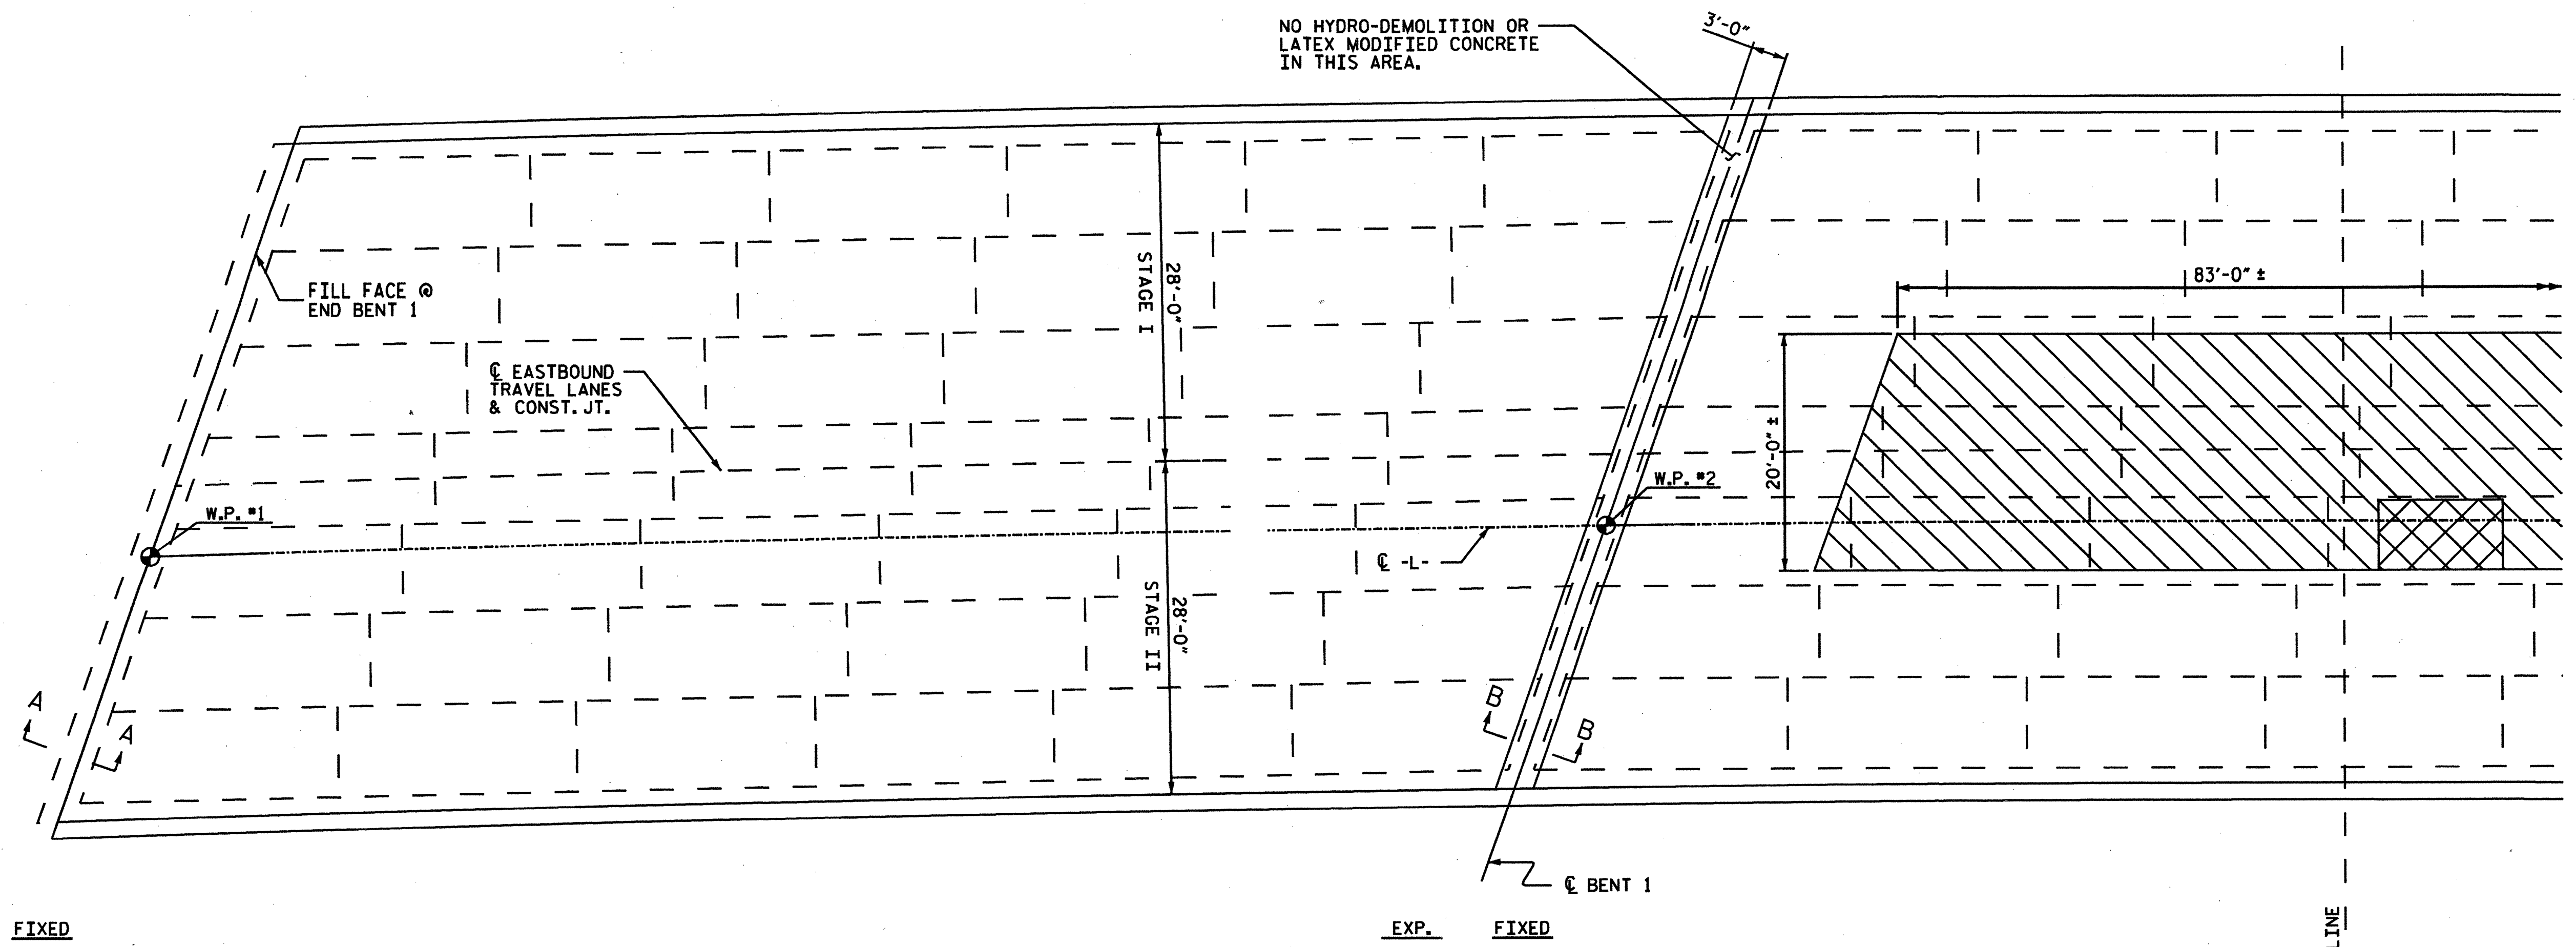 NO HYDRO-DEMOLITION OR
LATEX MODIFIED CONCRETE
IN THIS AREA.
3'-0"
FILL FACE @
END BENT 1
℄ EASTBOUND
TRAVEL LANES
& CONST. JT.
28'-0"
STAGE I
83'-0" ±
20'-0" ±
W.P. #1
W.P. #2
℄ -L-
28'-0"
STAGE II
A
A
B
B
℄ BENT 1
FIXED
EXP.
FIXED
LINE